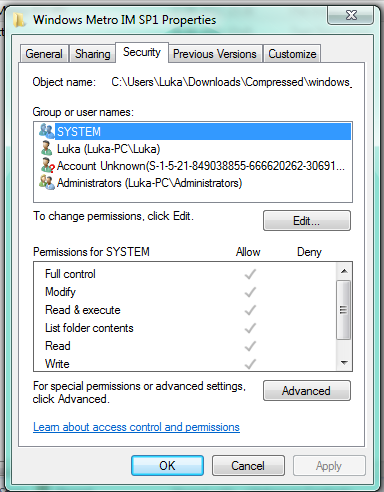 Windows Metro IM SP1 Properties
General Sharing Security Previous Versions Customize
Object name: C:\Users\Luka\Downloads\Compressed\windows_
Group or user names:
SYSTEM
Luka (Luka-PC\Luka)
Account Unknown(S-1-5-21-849038855-666620262-30691...
Administrators (Luka-PC\Administrators)
To change permissions, click Edit.
Edit...
Permissions for SYSTEM Allow Deny
Full control
Modify
Read & execute
List folder contents
Read
Write
For special permissions or advanced settings,
click Advanced.
Advanced
Learn about access control and permissions
OK Cancel Apply